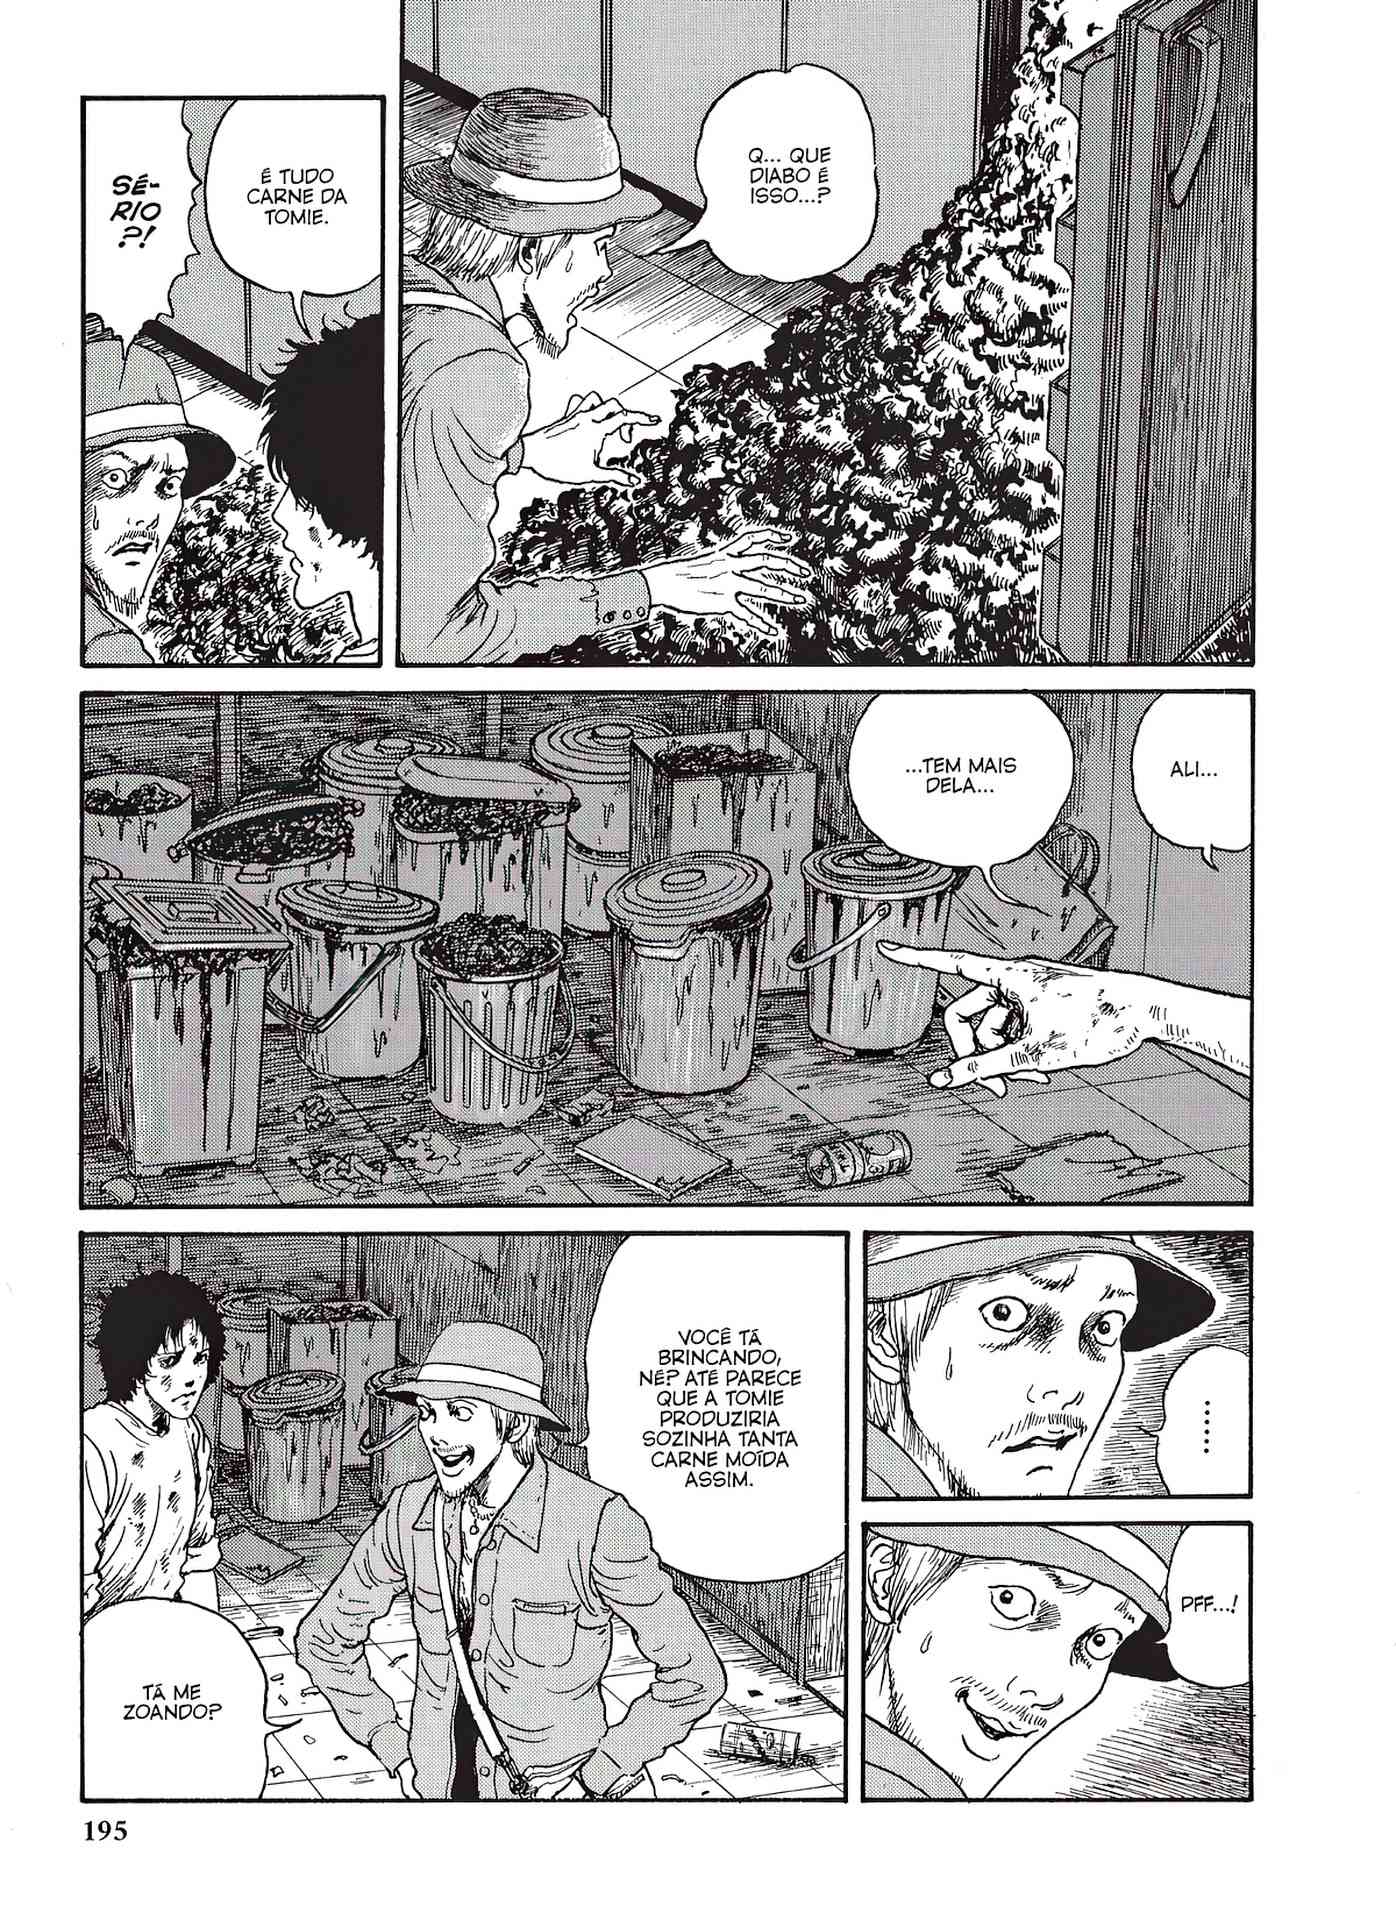 Q... QUE
DIABO É
ISSO...?
É TUDO
CARNE DA
TOMIE.
SÉ-
RIO
?!
ALI...
...TEM MAIS
DELA...
......
PFF...!
VOCÊ TÁ
BRINCANDO,
NÉ? ATÉ PARECE
QUE A TOMIE
PRODUZIRIA
SOZINHA TANTA
CARNE MOÍDA
ASSIM.
TÁ ME
ZOANDO?
195